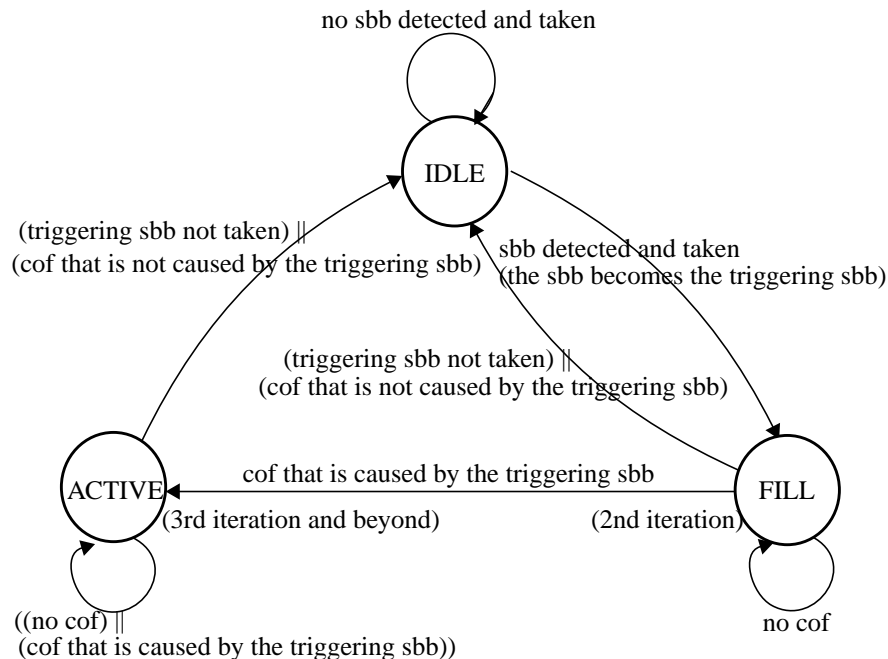 no sbb detected and taken
IDLE
(triggering sbb not taken) ||
(cof that is not caused by the triggering sbb)
sbb detected and taken
(the sbb becomes the triggering sbb)
(triggering sbb not taken) ||
(cof that is not caused by the triggering sbb)
cof that is caused by the triggering sbb
ACTIVE
FILL
(3rd iteration and beyond)
(2nd iteration)
((no cof) ||
(cof that is caused by the triggering sbb))
no cof